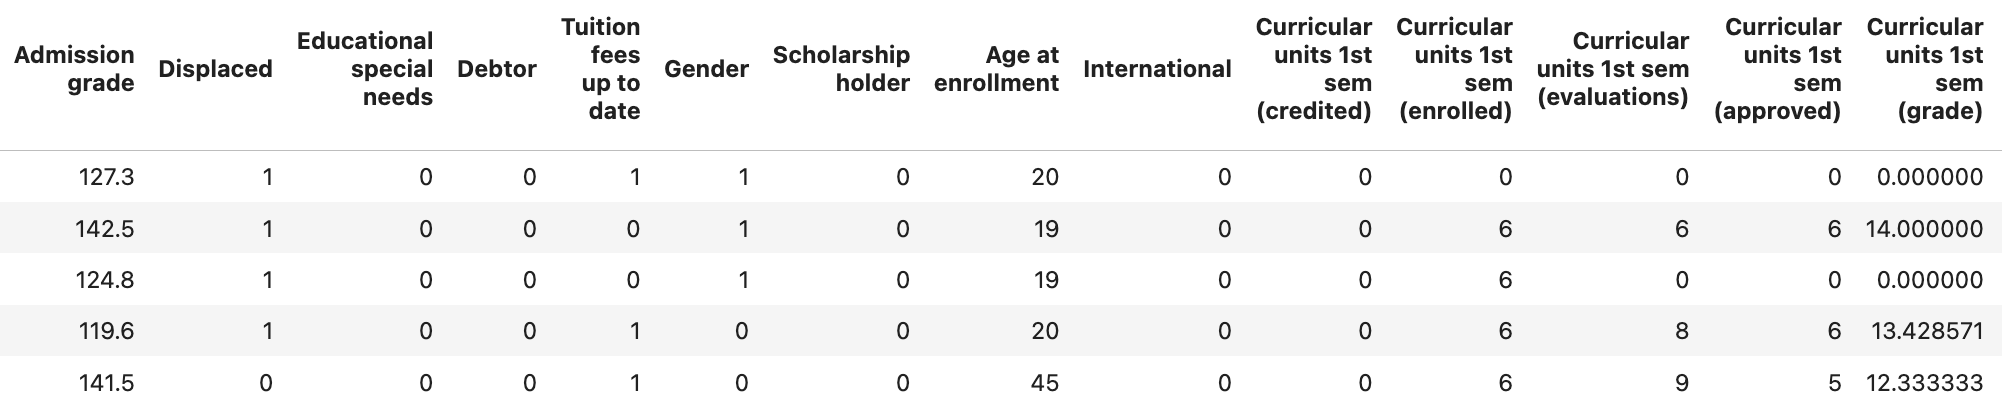 Admission grade Displaced Educational special needs Debtor Tuition fees up to date Gender Scholarship holder Age at enrollment International Curricular units 1st sem (credited) Curricular units 1st sem (enrolled) Curricular units 1st sem (evaluations) Curricular units 1st sem (approved) Curricular units 1st sem (grade)
127.3 1 0 0 1 1 0 20 0 0 0 0 0 0.000000
142.5 1 0 0 0 1 0 19 0 0 6 6 6 14.000000
124.8 1 0 0 0 1 0 19 0 0 6 0 0 0.000000
119.6 1 0 0 1 0 0 20 0 0 6 8 6 13.428571
141.5 0 0 0 1 0 0 45 0 0 6 9 5 12.333333